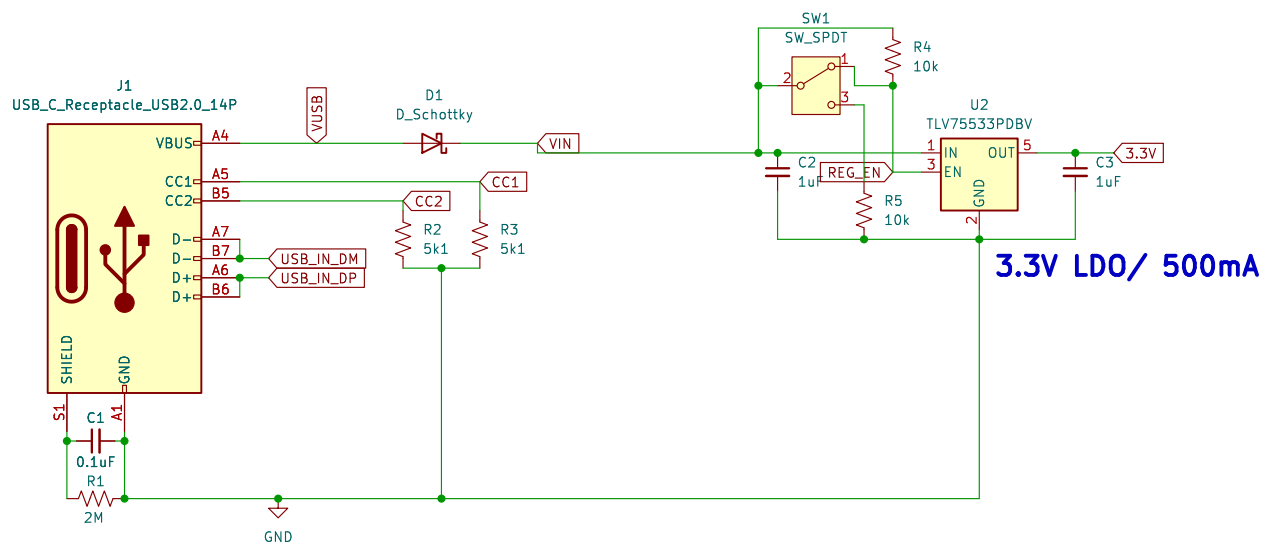 SW1
SW_SPDT
1
2
3
R4
10k
J1
USB_C_Receptacle_USB2.0_14P
VUSB
D1
D_Schottky
VIN
U2
TLV75533PDBV
1
IN
OUT
5
3
EN
GND
2
3.3V
C2
1uF
REG_EN
C3
1uF
R5
10k
VBUS
A4
CC1
A5
CC1
CC2
B5
CC2
R2
5k1
R3
5k1
D-
A7
D-
B7
USB_IN_DM
D+
A6
USB_IN_DP
D+
B6
3.3V LDO/ 500mA
SHIELD
GND
S1
A1
C1
0.1uF
R1
2M
GND